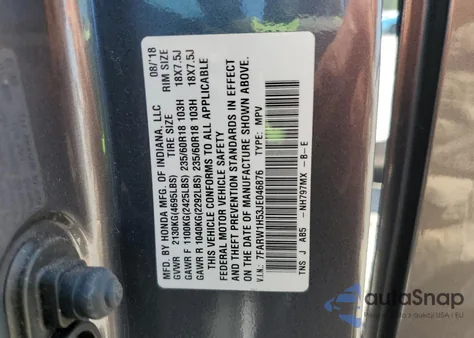 MFD. BY HONDA MFG. OF INDIANA, LLC 08/'18
TIRE SIZE RIM SIZE
GVWR 2130KG(4695LBS)
GAWR F 1100KG(2425LBS) 235/60R18 103H 18X7.5J
GAWR R 1040KG(2292LBS) 235/60R18 103H 18X7.5J
THIS VEHICLE CONFORMS TO ALL APPLICABLE
FEDERAL MOTOR VEHICLE SAFETY
AND THEFT PREVENTION STANDARDS IN EFFECT
ON THE DATE OF MANUFACTURE SHOWN ABOVE.
V.I.N.: 7FARW1H53JE046876 TYPE: MPV
TNS J A85 - NH797MX - B-E
autoSnap